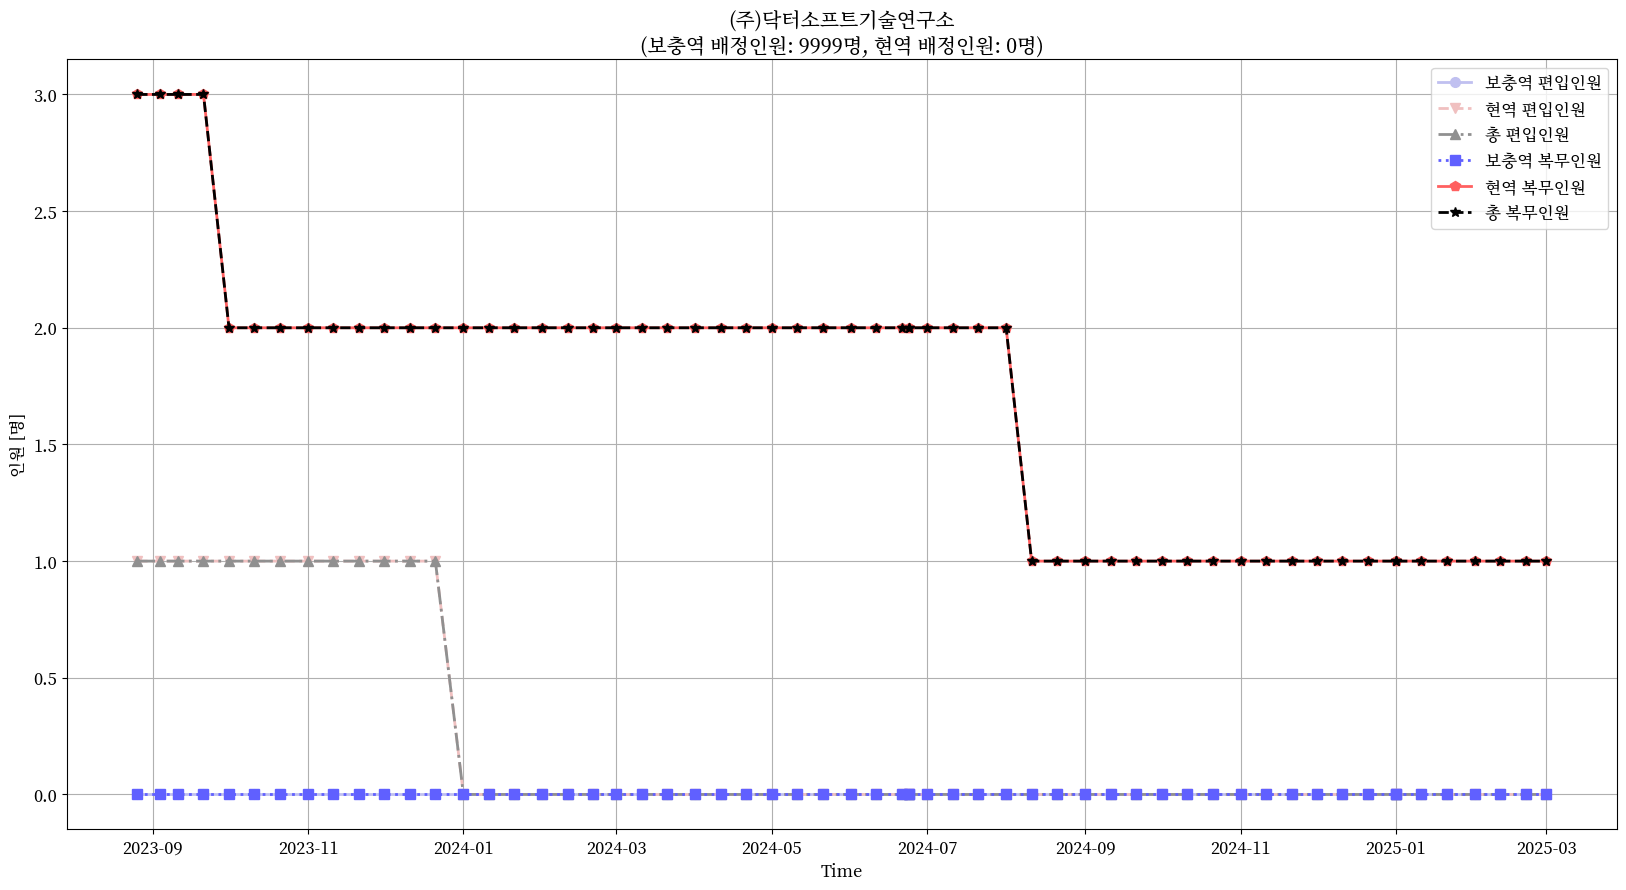 (주)닥터소프트기술연구소
(보충역 배정인원: 9999명, 현역 배정인원: 0명)
보충역 편입인원
현역 편입인원
총 편입인원
보충역 복무인원
현역 복무인원
총 복무인원
인원 [명]
3.0
2.5
2.0
1.5
1.0
0.5
0.0
2023-09
2023-11
2024-01
2024-03
2024-05
2024-07
2024-09
2024-11
2025-01
2025-03
Time